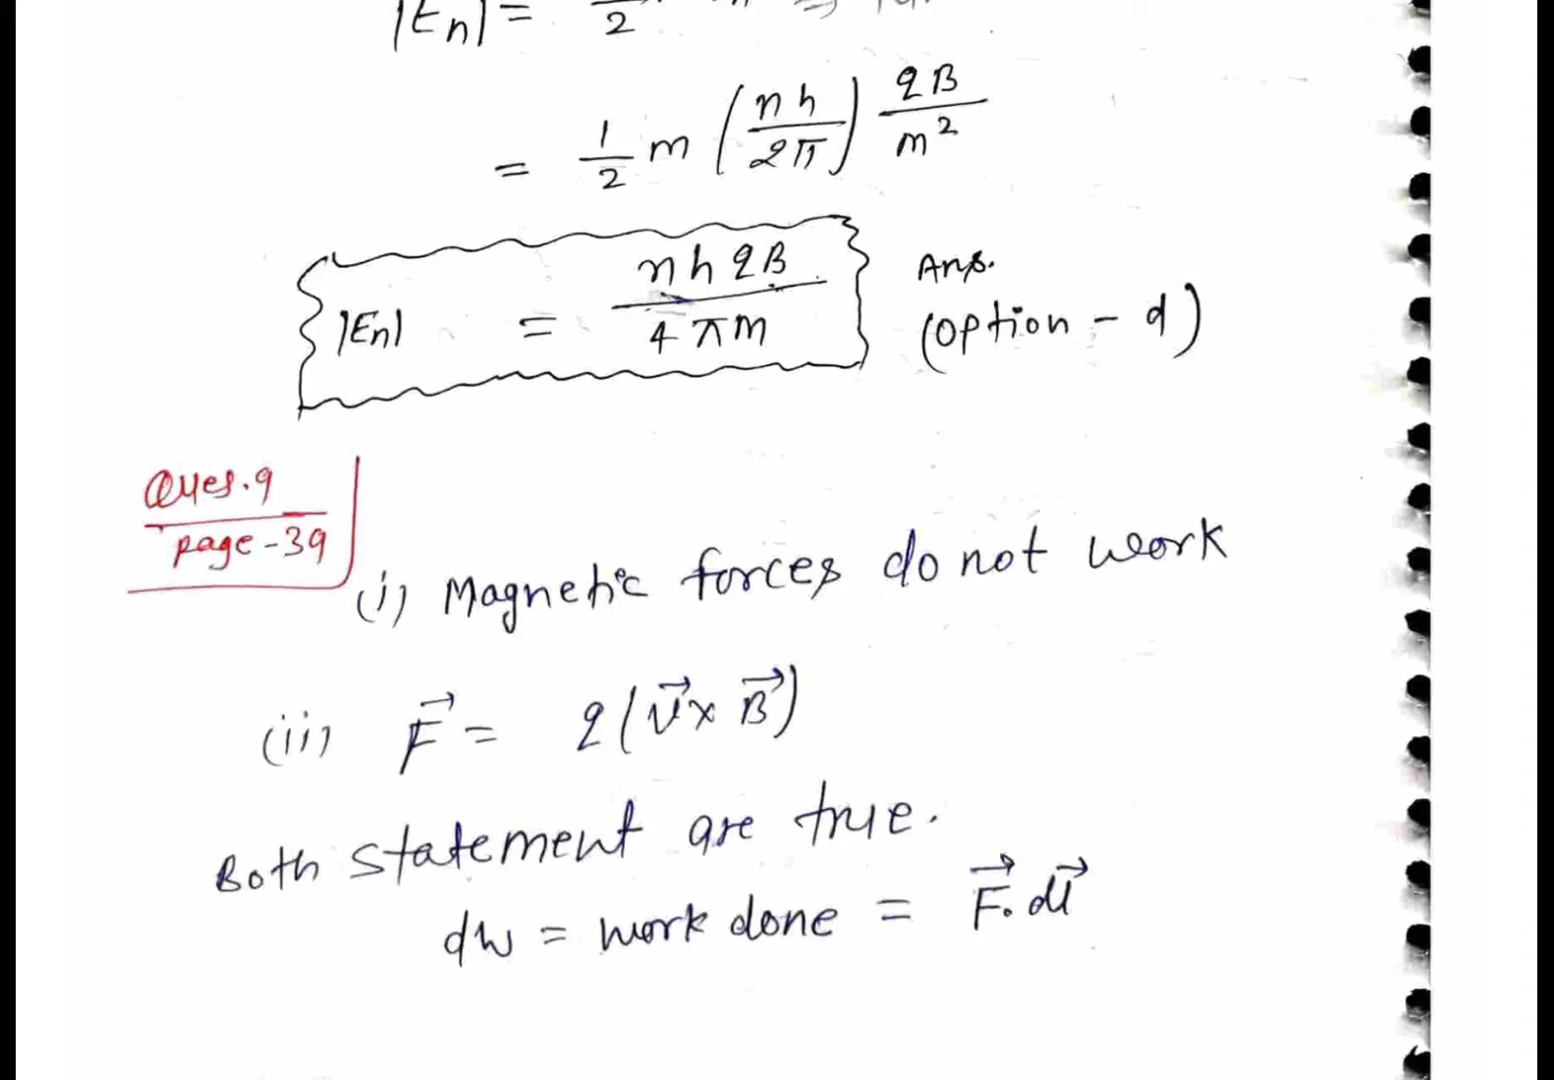 |En| = 2
= 1/2 m (nh/2π) qB/m²
|En| = nhqB/4πm Ans.
(option - d)
Ques.9
page-39
(i) Magnetic forces do not work
(ii) F⃗ = q(v⃗ × B⃗)
Both statement are true.
dw = work done = F⃗. dl⃗